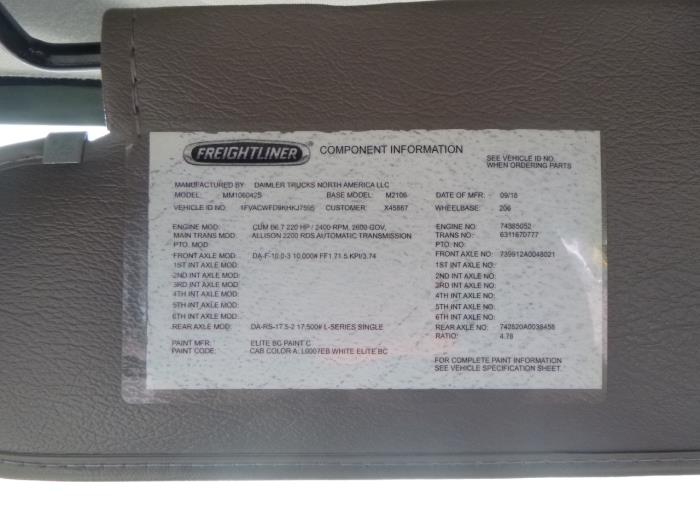 FREIGHTLINER COMPONENT INFORMATION
SEE VEHICLE ID NO.
WHEN ORDERING PARTS
MANUFACTURED BY: DAIMLER TRUCKS NORTH AMERICA LLC
MODEL: MM106042S BASE MODEL: M2106 DATE OF MFR: 09/18
VEHICLE ID NO.: 1FVACWFD9KHKJ7595 CUSTOMER: X45867 WHEELBASE: 206
ENGINE MOD: CUM B6.7 220 HP / 2400 RPM, 2600 GOV, ENGINE NO: 74385052
MAIN TRANS MOD: ALLISON 2200 RDS AUTOMATIC TRANSMISSION TRANS NO: 6311670777
PTO. MOD: PTO. NO:
FRONT AXLE MOD: DA-F-10.0-3 10,000# FF1 71.5 KPI/3.74 FRONT AXLE NO: 739912A0048021
1ST INT AXLE MOD: 1ST INT AXLE NO:
2ND INT AXLE MOD: 2ND INT AXLE NO:
3RD INT AXLE MOD: 3RD INT AXLE NO:
4TH INT AXLE MOD: 4TH INT AXLE NO:
5TH INT AXLE MOD: 5TH INT AXLE NO:
6TH INT AXLE MOD: 6TH INT AXLE NO:
REAR AXLE MOD: DA-RS-17.5-2 17,500# L-SERIES SINGLE REAR AXLE NO: 742820A0038458
RATIO: 4.78
PAINT MFR: ELITE BC PAINT C
PAINT CODE: CAB COLOR A: L0007EB WHITE ELITE BC
FOR COMPLETE PAINT INFORMATION
SEE VEHICLE SPECIFICATION SHEET.